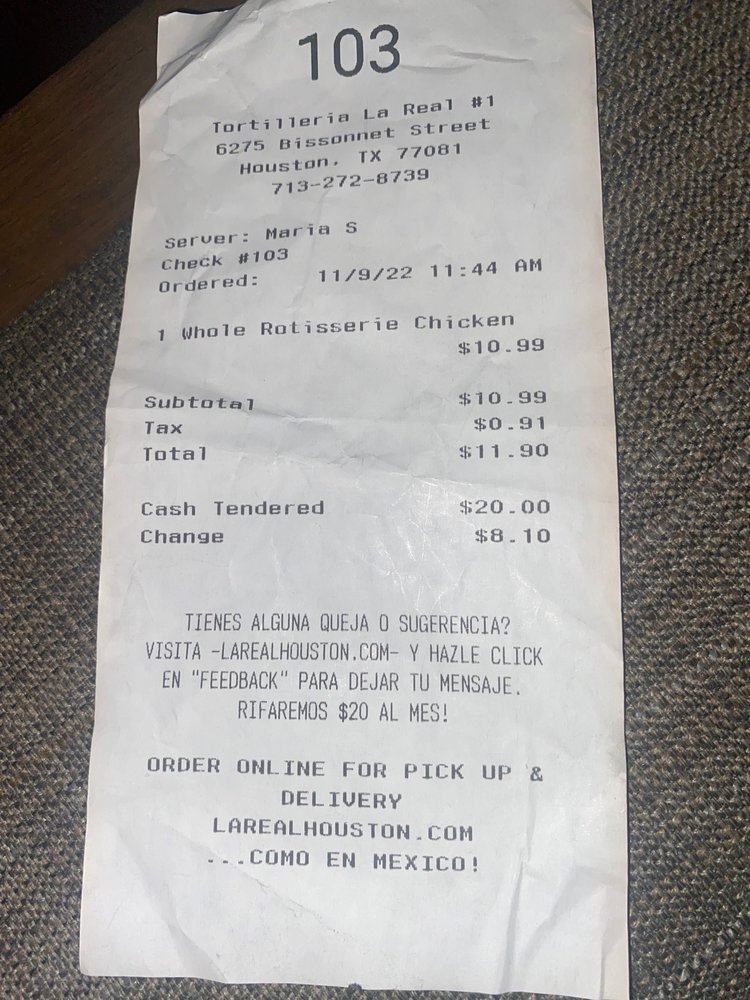 103
Tortilleria La Real #1
6275 Bissonnet Street
Houston, TX 77081
713-272-8739
Server: Maria S
Check #103
Ordered: 11/9/22 11:44 AM
1 Whole Rotisserie Chicken
$10.99
Subtotal $10.99
Tax $0.91
Total $11.90
Cash Tendered $20.00
Change $8.10
TIENES ALGUNA QUEJA O SUGERENCIA?
VISITA -LAREALHOUSTON.COM- Y HAZLE CLICK
EN "FEEDBACK" PARA DEJAR TU MENSAJE.
RIFAREMOS $20 AL MES!
ORDER ONLINE FOR PICK UP &
DELIVERY
LAREALHOUSTON.COM
...COMO EN MEXICO!